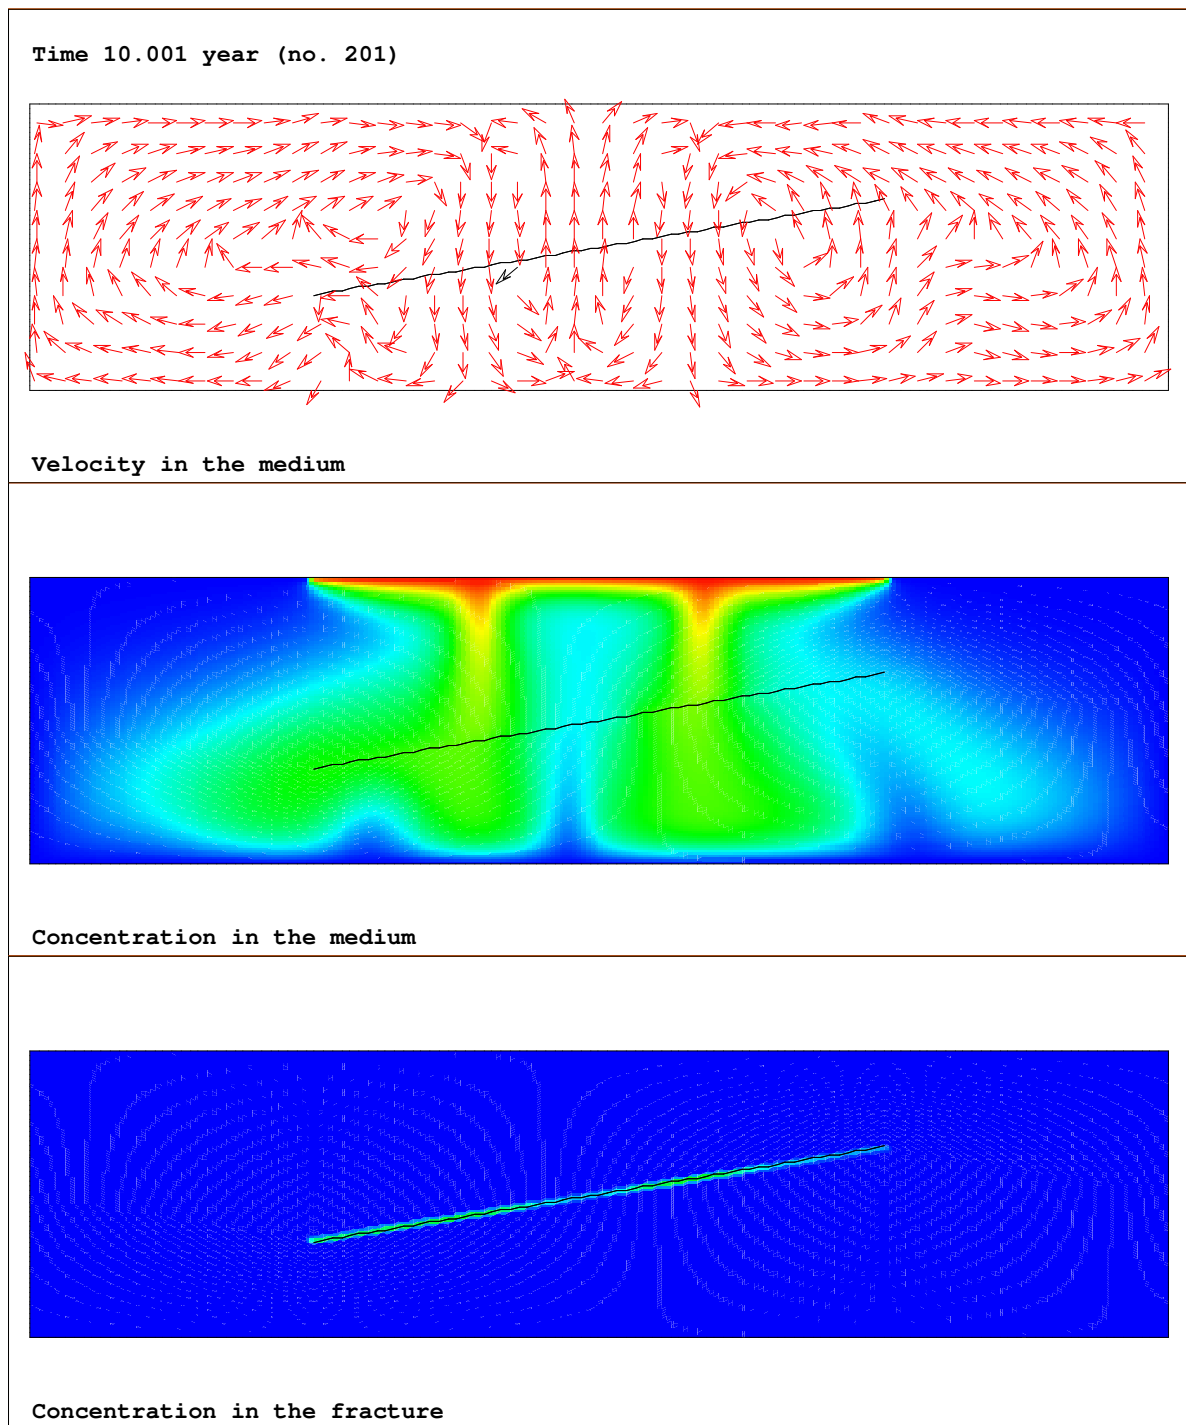 Time 10.001 year (no. 201)
Velocity in the medium
Concentration in the medium
Concentration in the fracture